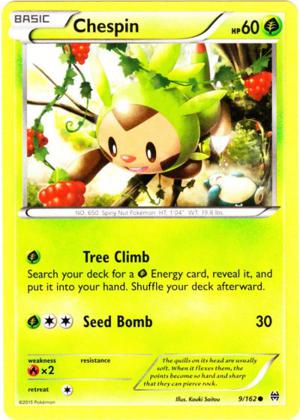 BASIC
Chespin HP60
NO. 650 Spiny Nut Pokémon HT: 1'04" WT: 19.8 lbs.
Tree Climb
Search your deck for a Energy card, reveal it, and
put it into your hand. Shuffle your deck afterward.
Seed Bomb 30
weakness resistance
×2
retreat
The quills on its head are usually
soft. When it flexes them, the
points become so hard and sharp
that they can pierce rock.
Illus. Kouki Saitou 9/162
©2015 Pokémon